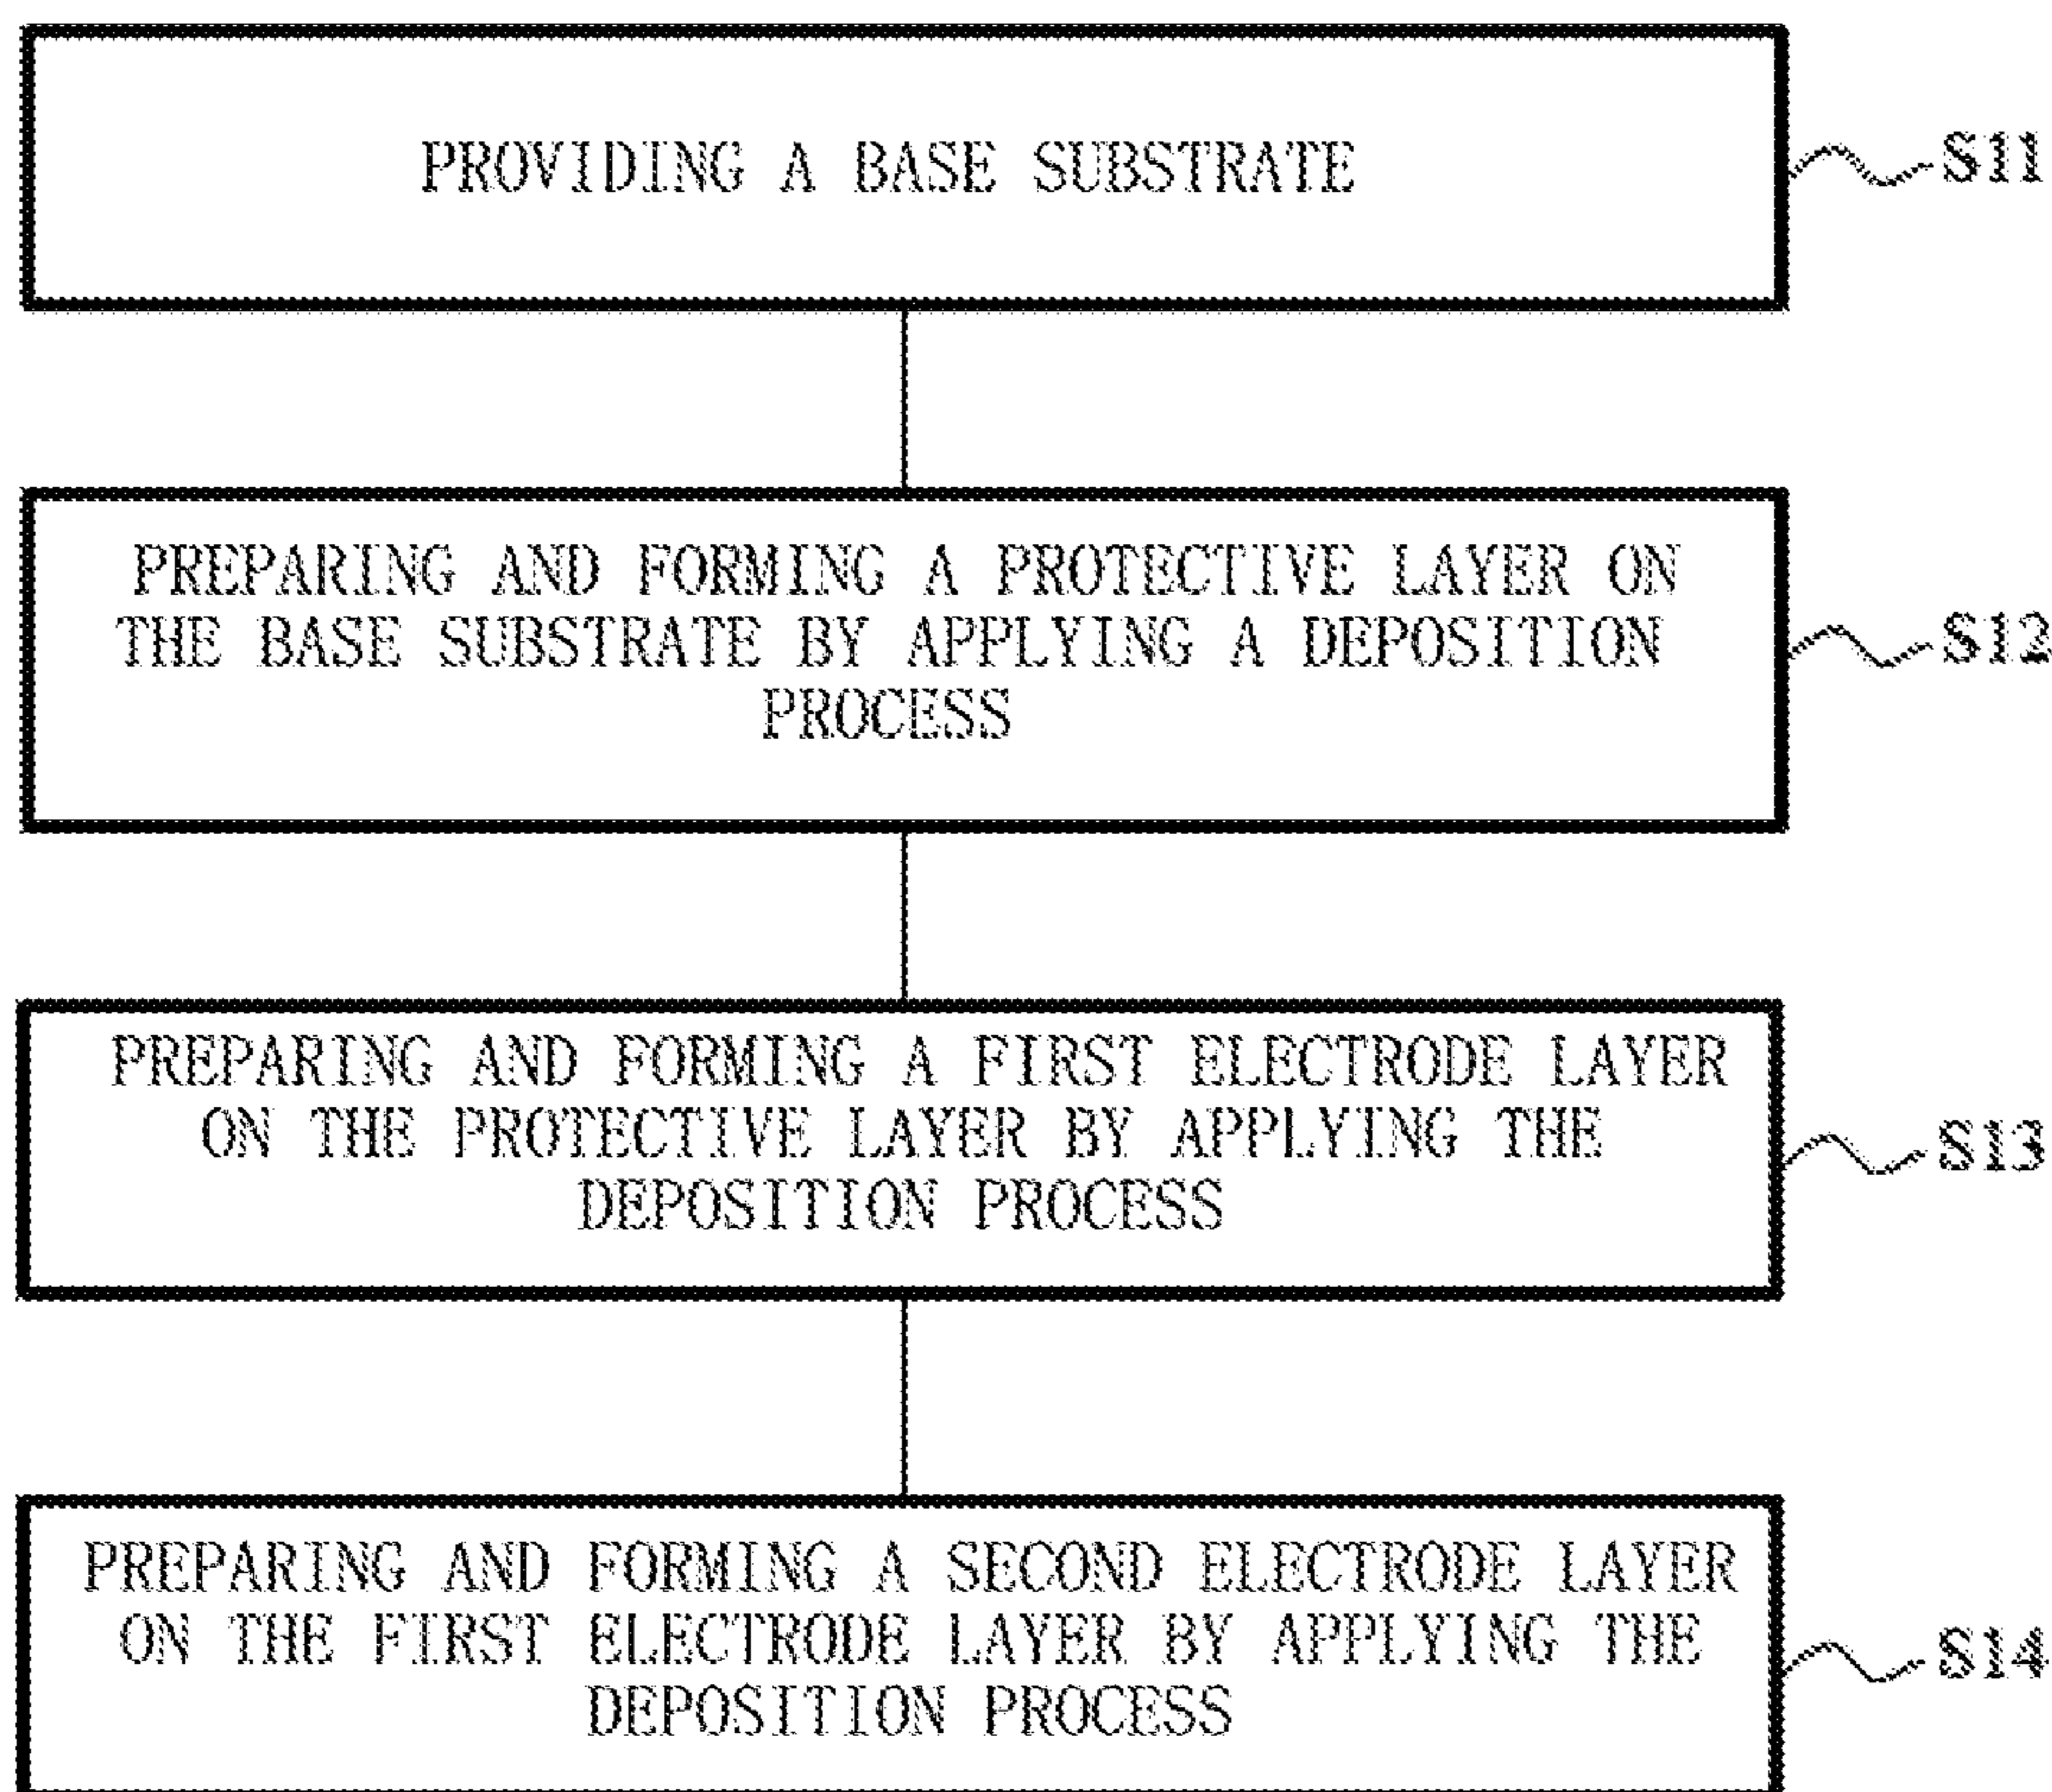 PROVIDING A BASE SUBSTRATE
S11
PREPARING AND FORMING A PROTECTIVE LAYER ON
THE BASE SUBSTRATE BY APPLYING A DEPOSITION
PROCESS
S12
PREPARING AND FORMING A FIRST ELECTRODE LAYER
ON THE PROTECTIVE LAYER BY APPLYING THE
DEPOSITION PROCESS
S13
PREPARING AND FORMING A SECOND ELECTRODE LAYER
ON THE FIRST ELECTRODE LAYER BY APPLYING THE
DEPOSITION PROCESS
S14